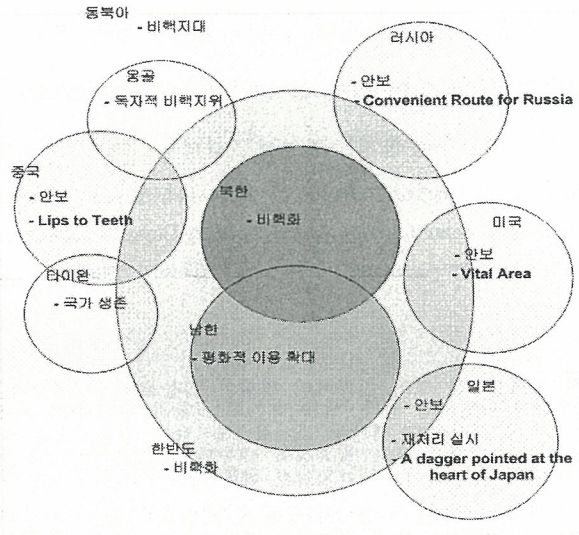 동북아
- 비핵지대
몽골
- 독자적 비핵지위
러시아
- 안보
- Convenient Route for Russia
중국
- 안보
- Lips to Teeth
북한
- 비핵화
미국
- 안보
- Vital Area
타이완
- 국가 생존
남한
- 평화적 이용 확대
일본
- 안보
- 재처리 실시
- A dagger pointed at the
heart of Japan
한반도
- 비핵화